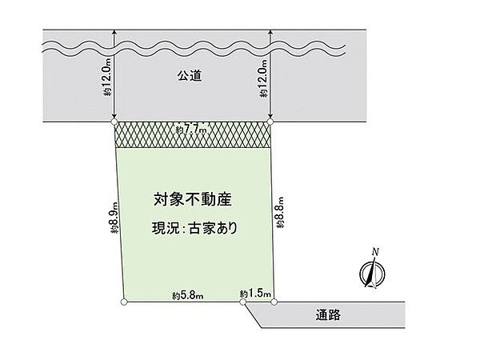 約12.0m
約12.0m
公道
約7.7m
対象不動産
現況:古家あり
約8.9m
約8.8m
約5.8m
約1.5m
N
通路